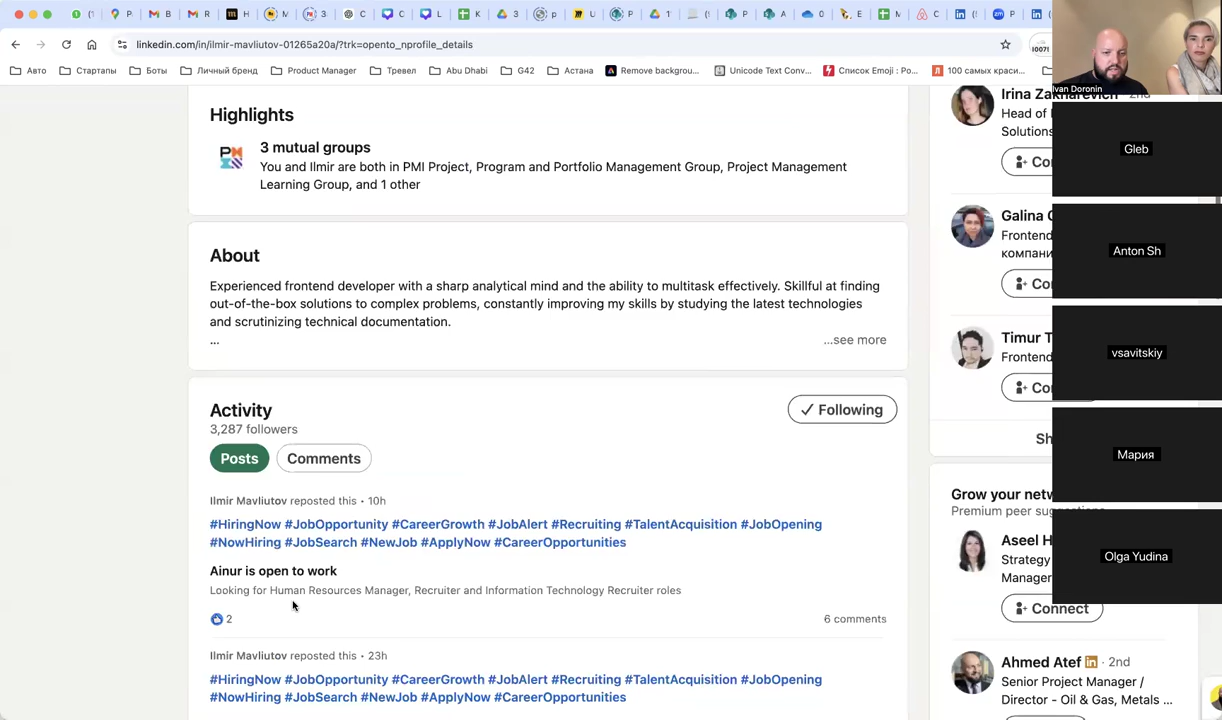 1 (
P
M
R
H
M
3
C
C
L
K
3
p
U
P
1
(
P
A
0
E
M
C
(
P
linkedin.com/in/ilmir-mavliutov-01265a20a/?trk=opento_nprofile_details
Авто Стартапы Боты Личный бренд Product Manager Тревел Abu Dhabi G42 Астана Remove backgrou... Unicode Text Conv... Список Emoji : Po... 100 самых краси...
Ivan Doronin
Gleb
Anton Sh
vsavitskiy
Мария
Olga Yudina
Highlights
3 mutual groups
You and Ilmir are both in PMI Project, Program and Portfolio Management Group, Project Management
Learning Group, and 1 other
About
Experienced frontend developer with a sharp analytical mind and the ability to multitask effectively. Skillful at finding
out-of-the-box solutions to complex problems, constantly improving my skills by studying the latest technologies
and scrutinizing technical documentation.
...
...see more
Activity
3,287 followers
Following
Posts Comments
Ilmir Mavliutov reposted this • 10h
#HiringNow #JobOpportunity #CareerGrowth #JobAlert #Recruiting #TalentAcquisition #JobOpening
#NowHiring #JobSearch #NewJob #ApplyNow #CareerOpportunities
Ainur is open to work
Looking for Human Resources Manager, Recruiter and Information Technology Recruiter roles
2
6 comments
Ilmir Mavliutov reposted this • 23h
#HiringNow #JobOpportunity #CareerGrowth #JobAlert #Recruiting #TalentAcquisition #JobOpening
#NowHiring #JobSearch #NewJob #ApplyNow #CareerOpportunities
Irina Zakharevich
Head of
Solutions
Galina
Frontend
компани
Timur T
Frontend
Grow your netw
Premium peer suggestions
Aseel H
Strategy
Manager
Connect
Ahmed Atef in · 2nd
Senior Project Manager /
Director - Oil & Gas, Metals ...